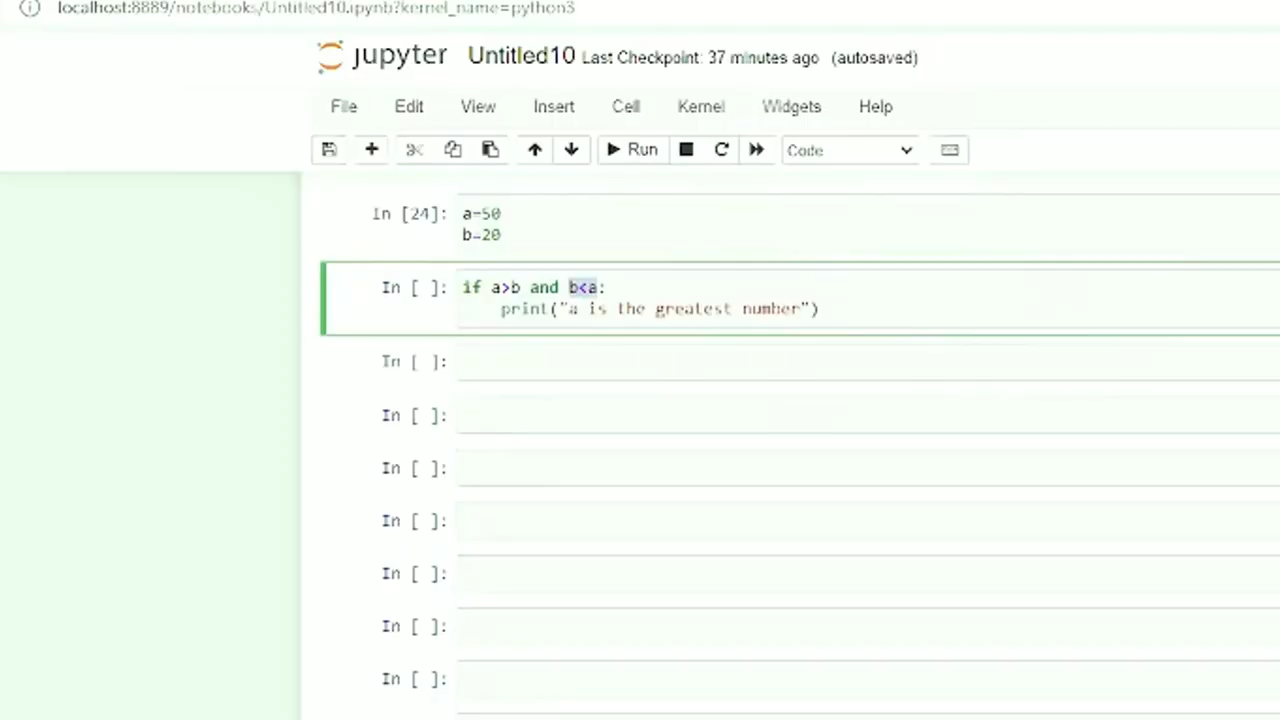 localhost:8889/notebooks/Untitled10.ipynb?kernel_name=python3
jupyter Untitled10 Last Checkpoint: 37 minutes ago (autosaved)
File Edit View Insert Cell Kernel Widgets Help
Run Code
In [24]: a=50
b=20
In [ ]: if a>b and b<a:
print("a is the greatest number")
In [ ]:
In [ ]:
In [ ]:
In [ ]:
In [ ]:
In [ ]:
In [ ]: